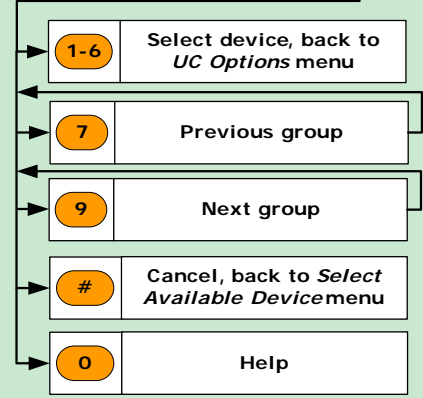 1-6
Select device, back to
UC Options menu
7
Previous group
9
Next group
#
Cancel, back to Select
Available Device menu
0
Help